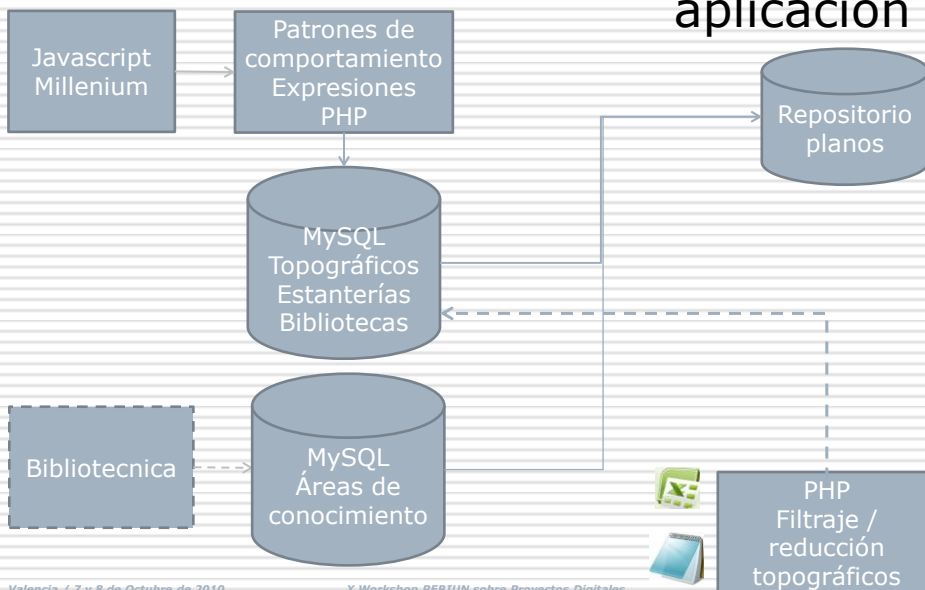 aplicación
Javascript
Millenium
Patrones de
comportamiento
Expresiones
PHP
Repositorio
planos
MySQL
Topográficos
Estanterías
Bibliotecas
Bibliotecnica
MySQL
Áreas de
conocimiento
PHP
Filtraje /
reducción
topográficos
Valencia / 7 y 8 de Octubre de 2010
X Workshop REBIUN sobre Proyectos Digitales